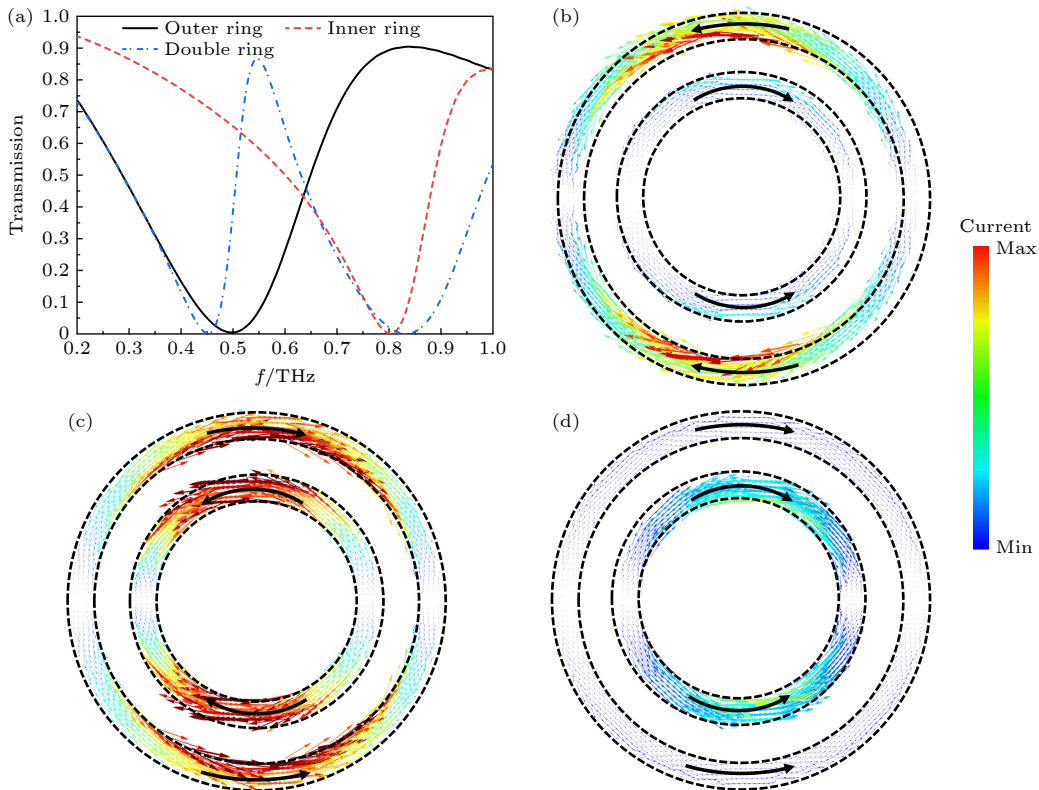 (a)
Outer ring
Inner ring
Double ring
1.0
0.9
0.8
0.7
0.6
0.5
0.4
0.3
0.2
0.1
0
Transmission
0.2 0.3 0.4 0.5 0.6 0.7 0.8 0.9 1.0
f/THz
(b)
Current
Max
Min
(c)
(d)